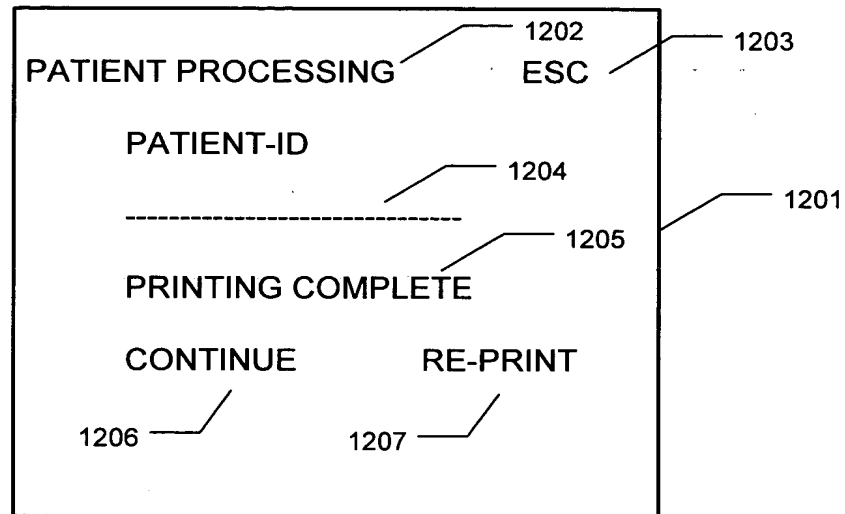 1202
1203
PATIENT PROCESSING ESC
PATIENT-ID
1204
1201
--------------------------------
1205
PRINTING COMPLETE
CONTINUE RE-PRINT
1206 1207